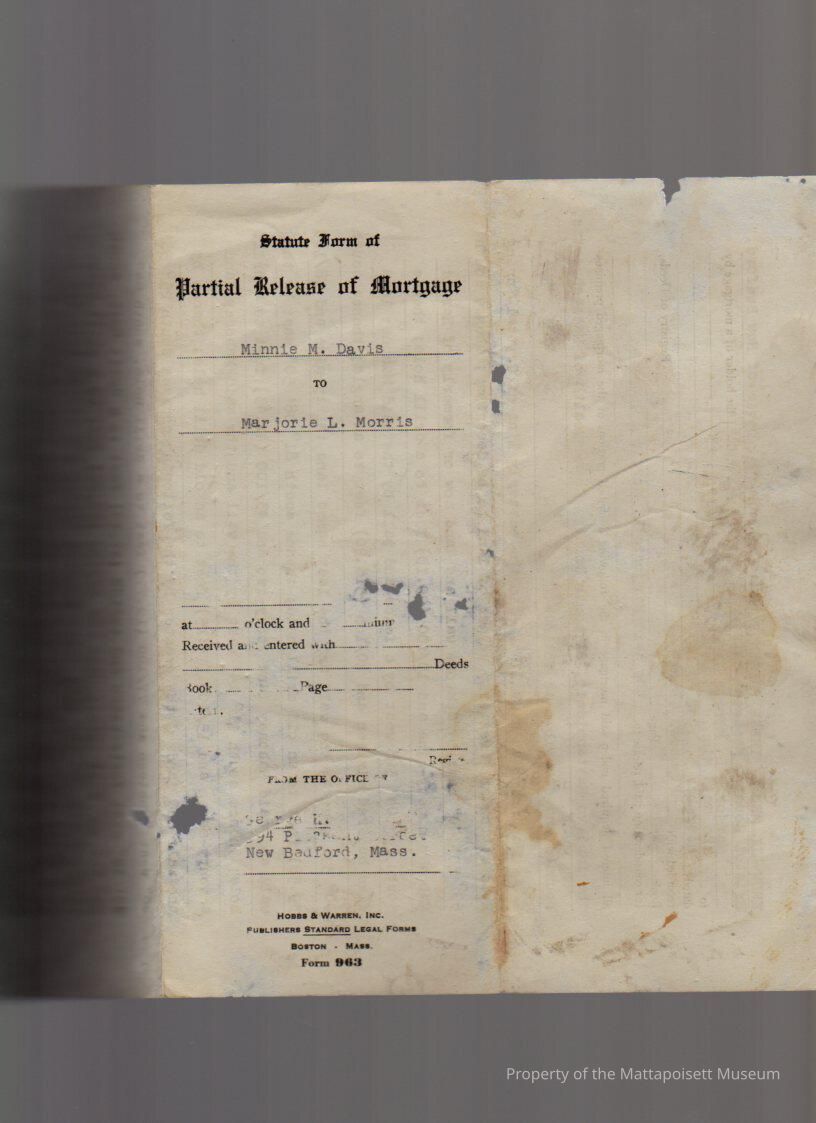 Statute Form of
Partial Release of Mortgage
Minnie M. Davis
TO
Marjorie L. Morris
at o'clock and
Received entered with
Deeds
Page
FROM THE OFFICE
New Bedford, Mass.
HOBBS & WARREN, INC.
PUBLISHERS STANDARD LEGAL FORMS
BOSTON - MASS.
Form 963
Property of the Mattapoisett Museum